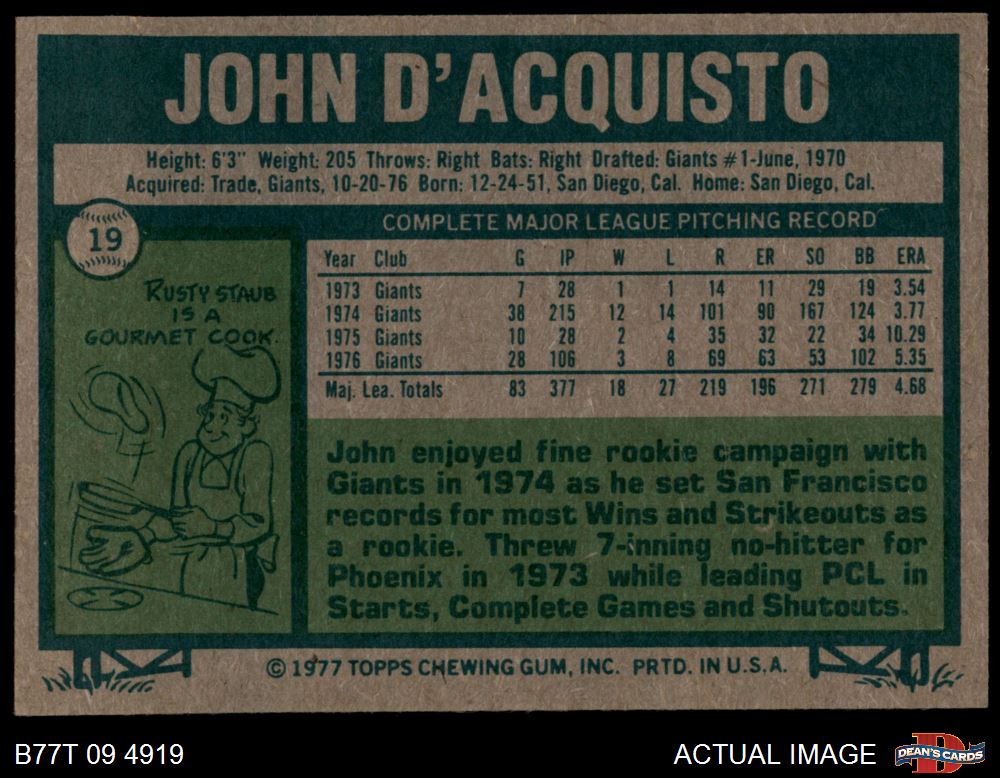 JOHN D'ACQUISTO
Height: 6'3" Weight: 205 Throws: Right Bats: Right Drafted: Giants #1-June, 1970
Acquired: Trade, Giants, 10-20-76 Born: 12-24-51, San Diego, Cal. Home: San Diego, Cal.
19
COMPLETE MAJOR LEAGUE PITCHING RECORD
Year Club G IP W L R ER SO BB ERA
1973 Giants 7 28 1 1 14 11 29 19 3.54
1974 Giants 38 215 12 14 101 90 167 124 3.77
1975 Giants 10 28 2 4 35 32 22 34 10.29
1976 Giants 28 106 3 8 69 63 53 102 5.35
Maj. Lea. Totals 83 377 18 27 219 196 271 279 4.68
RUSTY STAUB
IS A
GOURMET COOK.
John enjoyed fine rookie campaign with
Giants in 1974 as he set San Francisco
records for most Wins and Strikeouts as
a rookie. Threw 7-inning no-hitter for
Phoenix in 1973 while leading PCL in
Starts, Complete Games and Shutouts.
© 1977 TOPPS CHEWING GUM, INC. PRTD. IN U.S.A.
B77T 09 4919
ACTUAL IMAGE
DEAN'S CARDS